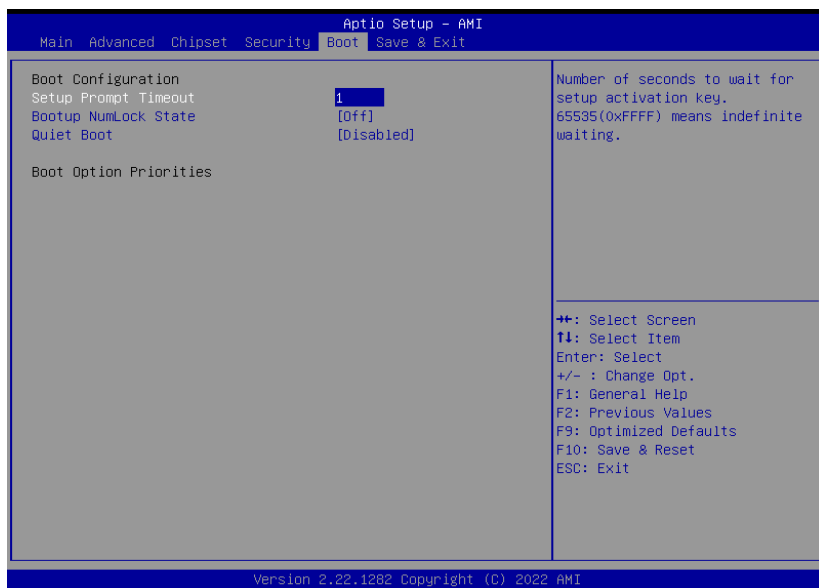 Aptio Setup – AMI
Main Advanced Chipset Security Boot Save & Exit
Boot Configuration
Setup Prompt Timeout 1
Bootup NumLock State [Off]
Quiet Boot [Disabled]
Boot Option Priorities
Number of seconds to wait for
setup activation key.
65535(0xFFFF) means indefinite
waiting.
→←: Select Screen
↑↓: Select Item
Enter: Select
+/- : Change Opt.
F1: General Help
F2: Previous Values
F9: Optimized Defaults
F10: Save & Reset
ESC: Exit
Version 2.22.1282 Copyright (C) 2022 AMI